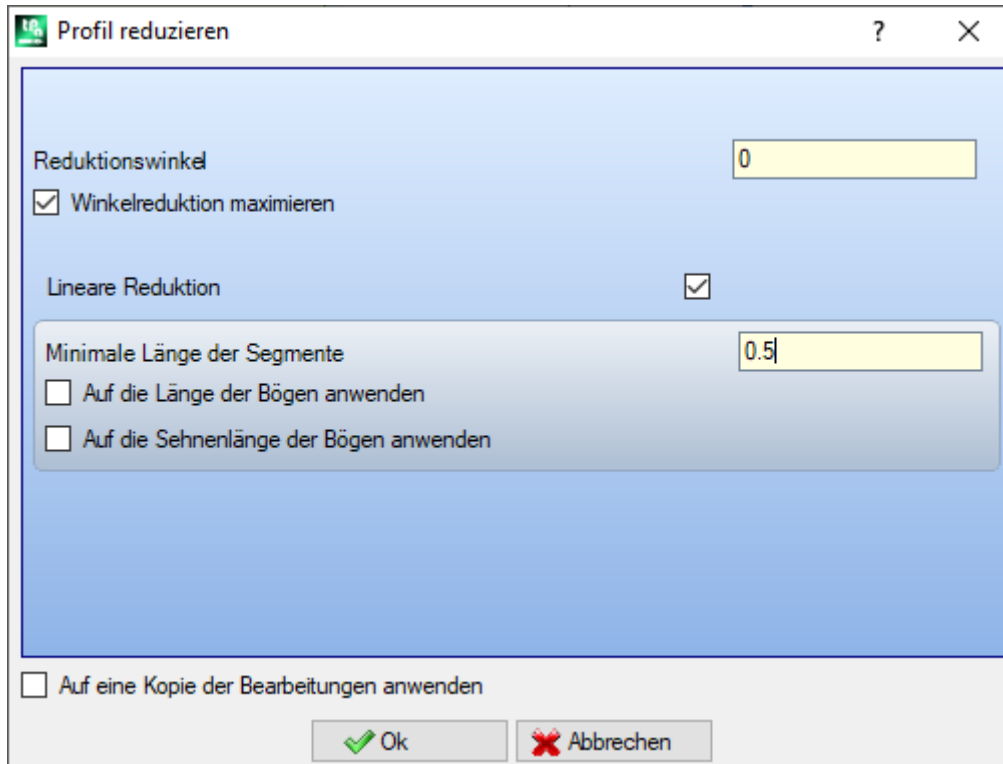 Profil reduzieren
?
Reduktionswinkel
0
Winkelreduktion maximieren
Lineare Reduktion
Minimale Länge der Segmente
0.5
Auf die Länge der Bögen anwenden
Auf die Sehnenlänge der Bögen anwenden
Auf eine Kopie der Bearbeitungen anwenden
Ok
Abbrechen